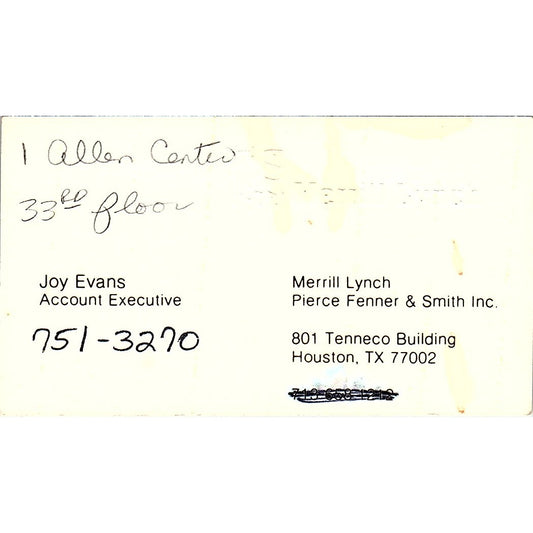 1 Allen Center
33RD floor
Joy Evans
Account Executive
751-3270
Merrill Lynch
Pierce Fenner & Smith Inc.
801 Tenneco Building
Houston, TX 77002